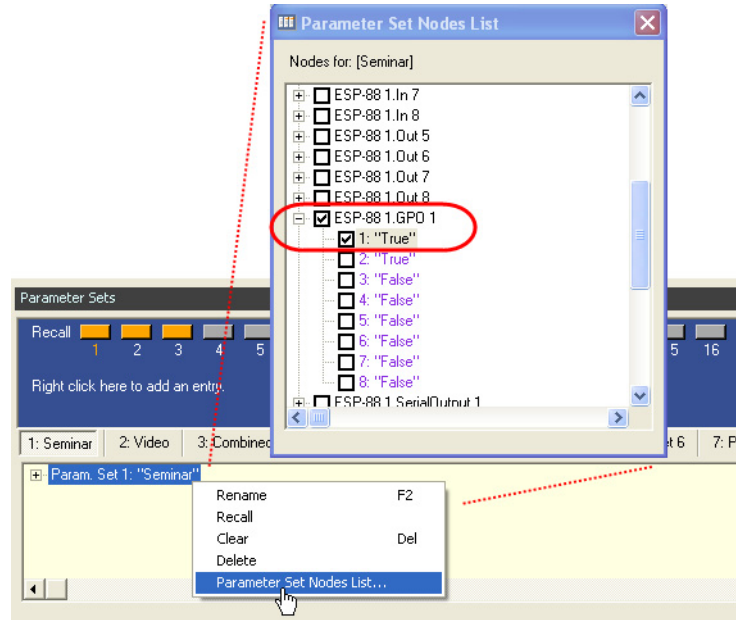 Parameter Set Nodes List
Nodes for: [Seminar]
ESP-88 1.In 7
ESP-88 1.In 8
ESP-88 1.Out 5
ESP-88 1.Out 6
ESP-88 1.Out 7
ESP-88 1.Out 8
ESP-88 1.GPO 1
1: "True"
2: "True"
3: "False"
4: "False"
5: "False"
6: "False"
7: "False"
8: "False"
ESP-88 1.SerialOutput 1
Parameter Sets
Recall
1 2 3 4 5 5 16
Right click here to add an entry.
1: Seminar 2: Video 3: Combined t 6 7: P
Param. Set 1: "Seminar"
Rename F2
Recall
Clear Del
Delete
Parameter Set Nodes List...